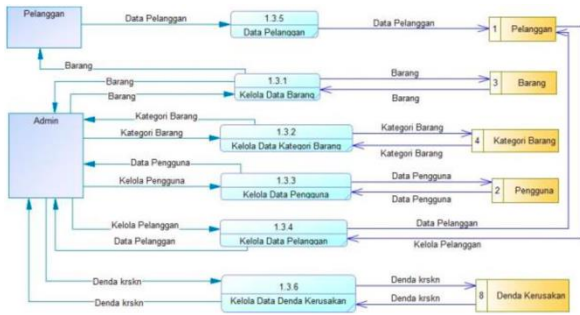 Pelanggan
Data Pelanggan
1.3.5
Data Pelanggan
Data Pelanggan
1 Pelanggan
Barang
Barang
Barang
1.3.1
Kelola Data Barang
Barang
Barang
3 Barang
Admin
Kategori Barang
Kategori Barang
1.3.2
Kelola Data Kategori Barang
Kategori Barang
Kategori Barang
4 Kategori Barang
Data Pengguna
Kelola Pengguna
1.3.3
Kelola Data Pengguna
Data Pengguna
Data Pengguna
2 Pengguna
Kelola Pelanggan
Data Pelanggan
1.3.4
Kelola Data Pelanggan
Data Pelanggan
Kelola Pelanggan
Denda krskn
Denda krskn
1.3.6
Kelola Data Denda Kerusakan
Denda krskn
Denda krskn
8 Denda Kerusakan